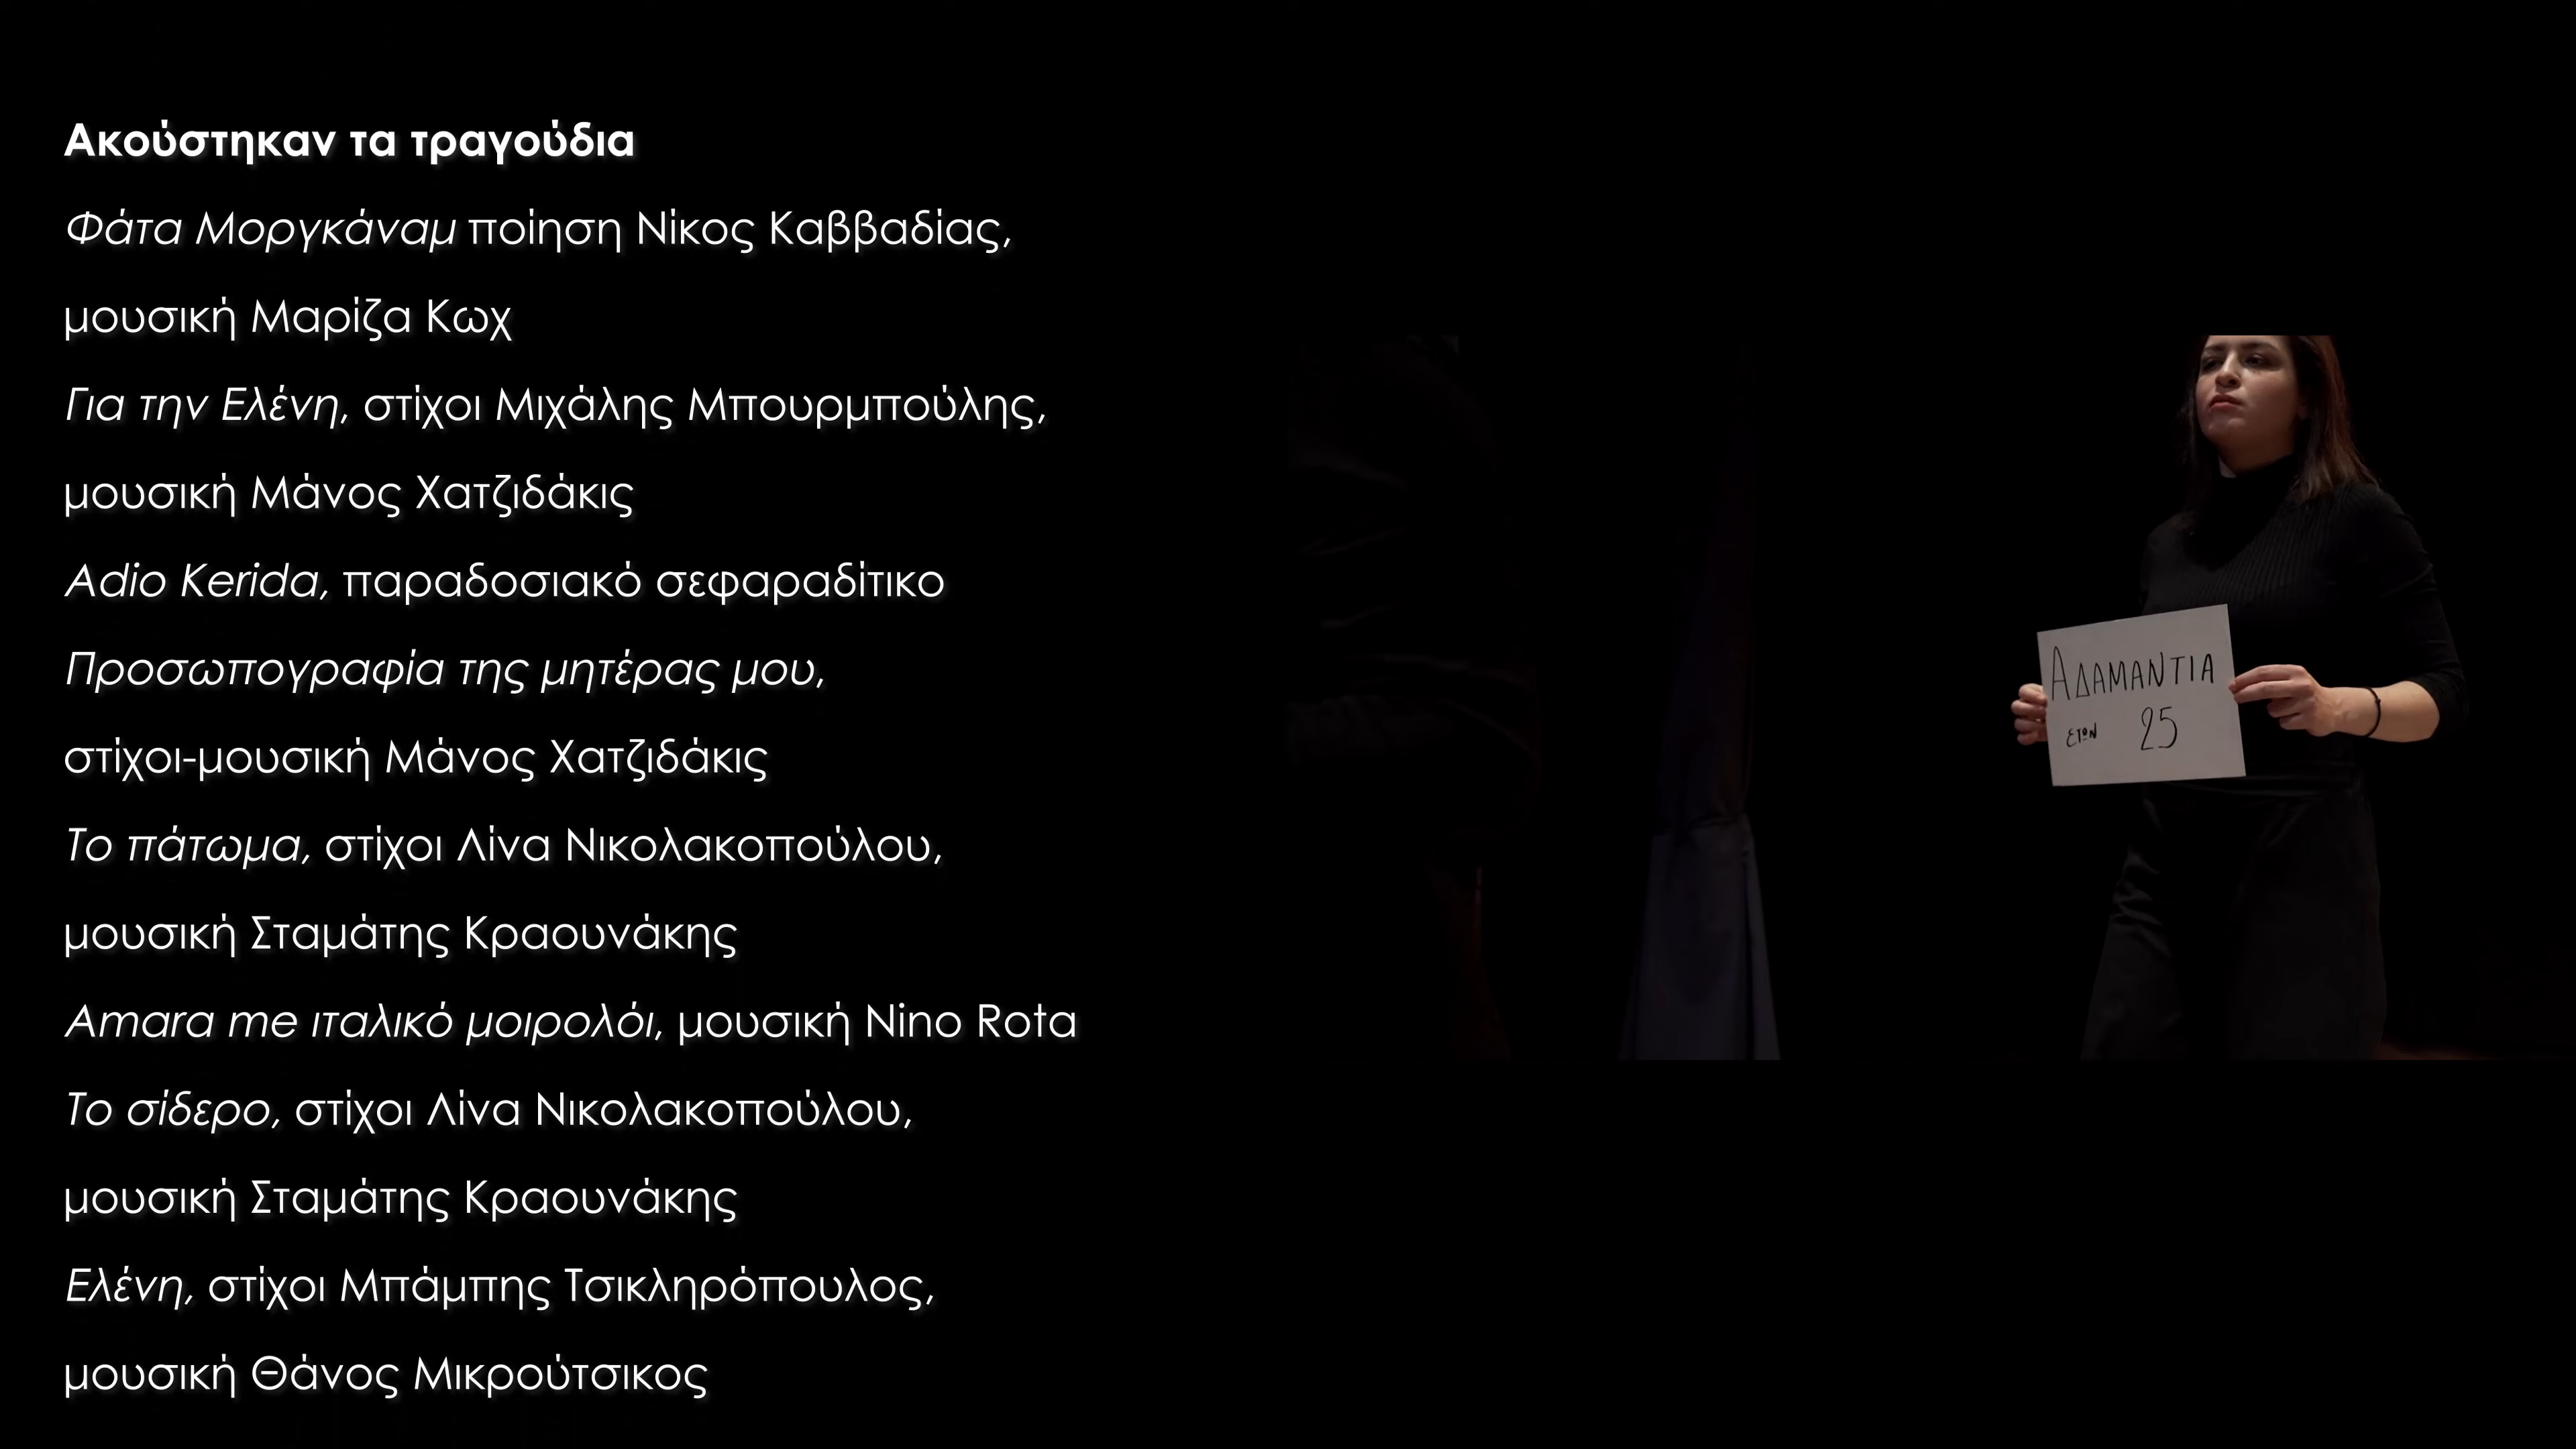 Ακούστηκαν τα τραγούδια
Φάτα Μοργκάναμ ποίηση Νίκος Καββαδίας,
μουσική Μαρίζα Κωχ
Για την Ελένη, στίχοι Μιχάλης Μπουρμπούλης,
μουσική Μάνος Χατζιδάκις
Adio Kerida, παραδοσιακό σεφαραδίτικο
Προσωπογραφία της μητέρας μου,
στίχοι-μουσική Μάνος Χατζιδάκις
Το πάτωμα, στίχοι Λίνα Νικολακοπούλου,
μουσική Σταμάτης Κραουνάκης
Amara me ιταλικό μοιρολόι, μουσική Nino Rota
Το σίδερο, στίχοι Λίνα Νικολακοπούλου,
μουσική Σταμάτης Κραουνάκης
Ελένη, στίχοι Μπάμπης Τσικληρόπουλος,
μουσική Θάνος Μικρούτσικος
ΑΔΑΜΑΝΤΙΑ
ετων 25